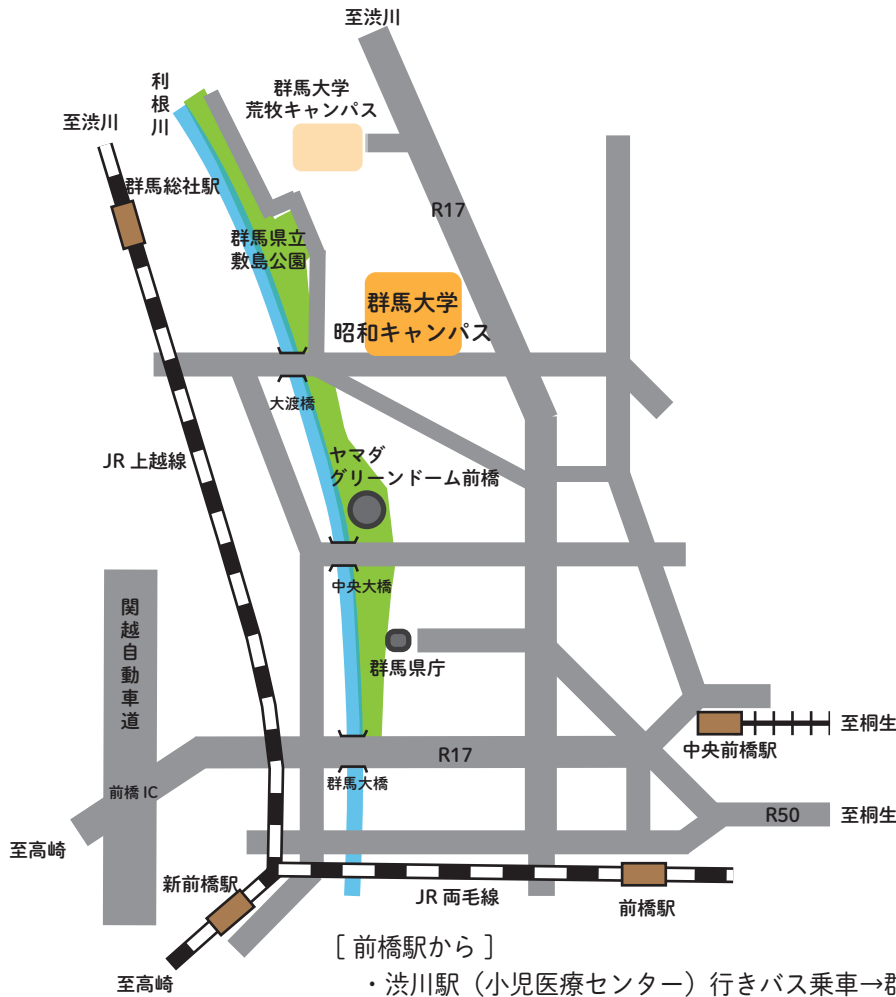 至渋川
利根川
群馬大学
荒牧キャンパス
至渋川
群馬総社駅
R17
群馬県立
敷島公園
群馬大学
昭和キャンパス
大渡橋
JR 上越線
ヤマダ
グリーンドーム前橋
中央大橋
関越自動車道
群馬県庁
至桐生
中央前橋駅
R17
前橋 IC
群馬大橋
R50
至桐生
至高崎
新前橋駅
JR 両毛線
前橋駅
至高崎
[ 前橋駅から ]
・渋川駅（小児医療センター）行きバス乗車→